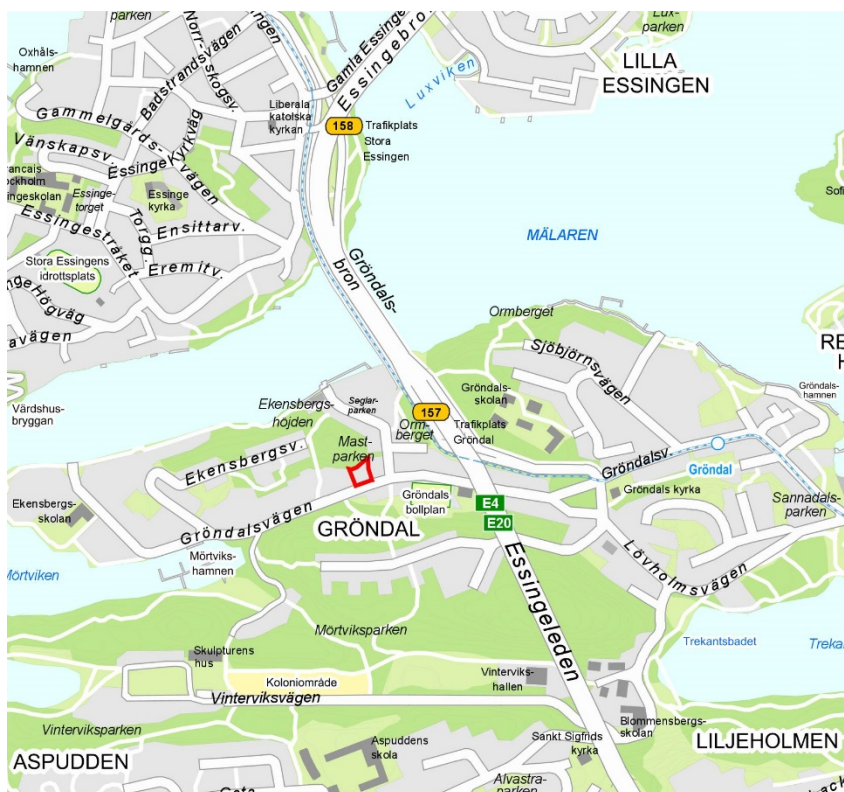 parken
Oxhåls-
hamnen
Norr-
skogsv.
Badstrandsvägen
Gamla Essinge
Essingebro
Luxviken
Lux-
parken
LILLA
ESSINGEN
Liberala
katolska
kyrkan
158
Trafikplats
Stora
Essingen
Gammelgårds-
vägen
Vänskapsv.
Essinge Kyrkväg
Essinge-
torget
Essinge
kyrka
Torgg.
Essingestråket
Ensittarv.
Eremitv.
Stora Essingens
idrottsplats
Högväg
avägen
MÄLAREN
Gröndals-
bron
Ormberget
Sjöbjörnsvägen
Gröndals-
hamnen
Värdshus-
bryggan
Ekensbergs-
höjden
Seglar-
parken
Orm-
berget
157
Trafikplats
Gröndal
Gröndals-
skolan
Mast-
parken
Ekensbergsv.
Ekensbergs-
skolan
Gröndalsvägen
GRÖNDAL
Gröndals
bollplan
E4
E20
Gröndalsv.
Gröndal
Gröndals kyrka
Sannadals-
parken
Lövholmsvägen
Mörtviks-
hamnen
Mörtviken
Essingeleden
Mörtviksparken
Trekantsbadet
Skulpturens
hus
Koloniområde
Vinterviks-
hallen
Vinterviksvägen
Vinterviksparken
Blommensbergs-
skolan
Sankt Sigfrids
kyrka
LILJEHOLMEN
ASPUDDEN
Aspuddens
skola
Alvastra-
parken